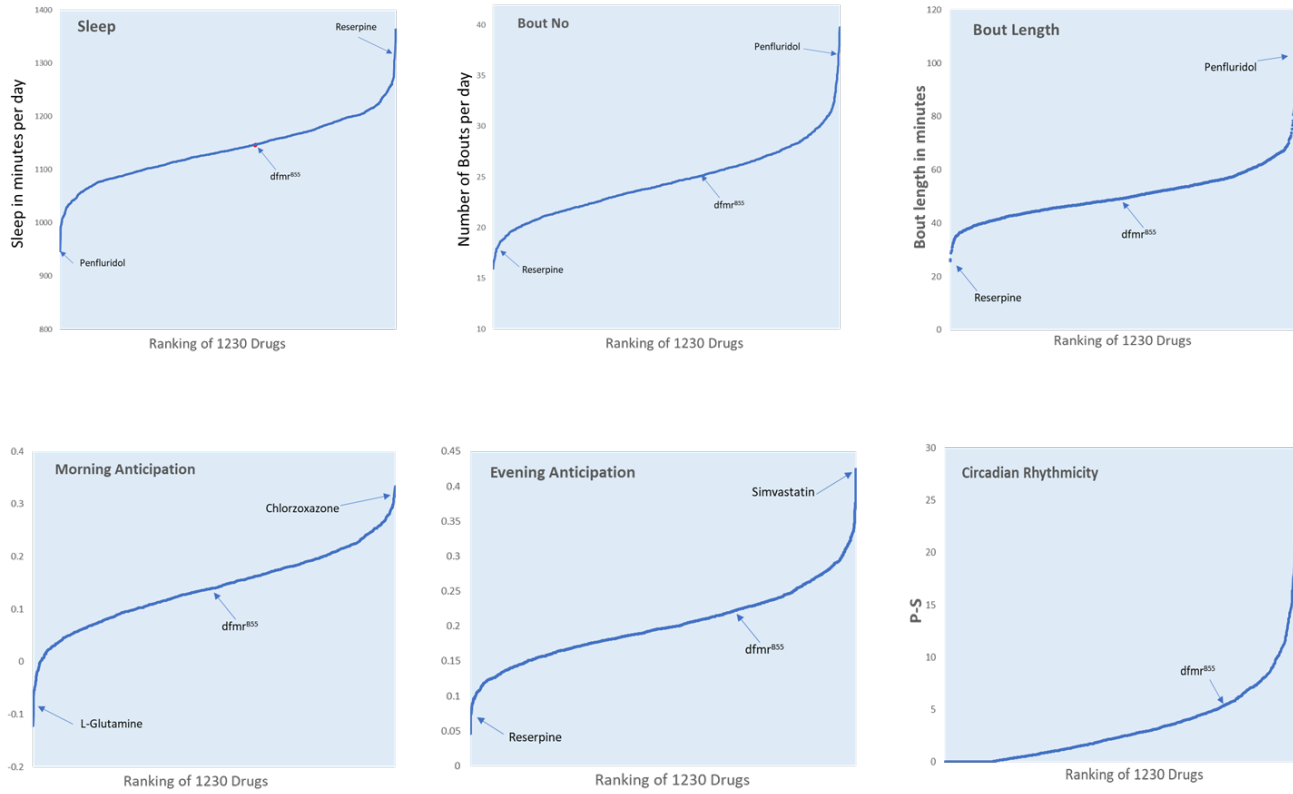 Sleep
Sleep in minutes per day
1400
1300
1200
1100
1000
900
800
Reserpine
dfmrᴮ⁵⁵
Penfluridol
Ranking of 1230 Drugs
Bout No
Number of Bouts per day
40
35
30
25
20
15
10
Penfluridol
dfmrᴮ⁵⁵
Reserpine
Ranking of 1230 Drugs
Bout Length
Bout length in minutes
120
100
80
60
40
20
0
Penfluridol
dfmrᴮ⁵⁵
Reserpine
Ranking of 1230 Drugs
Morning Anticipation
0.4
0.3
0.2
0.1
0
-0.1
-0.2
Chlorzoxazone
dfmrᴮ⁵⁵
L-Glutamine
Ranking of 1230 Drugs
Evening Anticipation
0.45
0.4
0.35
0.3
0.25
0.2
0.15
0.1
0.05
0
Simvastatin
dfmrᴮ⁵⁵
Reserpine
Ranking of 1230 Drugs
Circadian Rhythmicity
P-S
30
25
20
15
10
5
0
dfmrᴮ⁵⁵
Ranking of 1230 Drugs